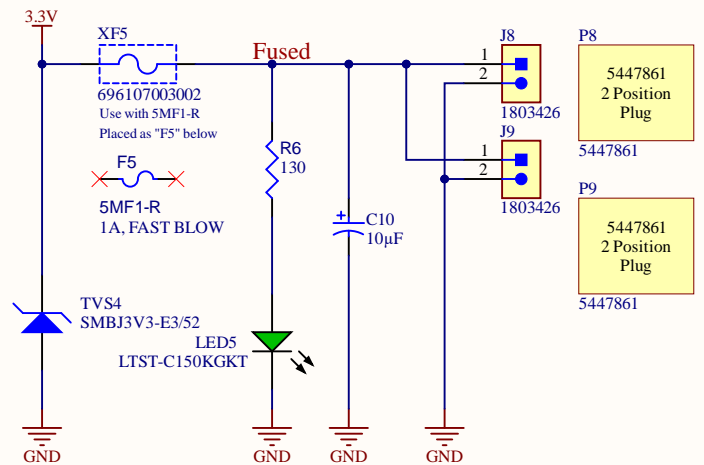 3.3V
XF5
696107003002
Use with 5MF1-R
Placed as "F5" below
F5
5MF1-R
1A, FAST BLOW
TVS4
SMBJ3V3-E3/52
GND
Fused
R6
130
LED5
LTST-C150KGKT
GND
C10
10µF
GND
J8
1
2
1803426
J9
1
2
1803426
GND
P8
5447861
2 Position
Plug
5447861
P9
5447861
2 Position
Plug
5447861